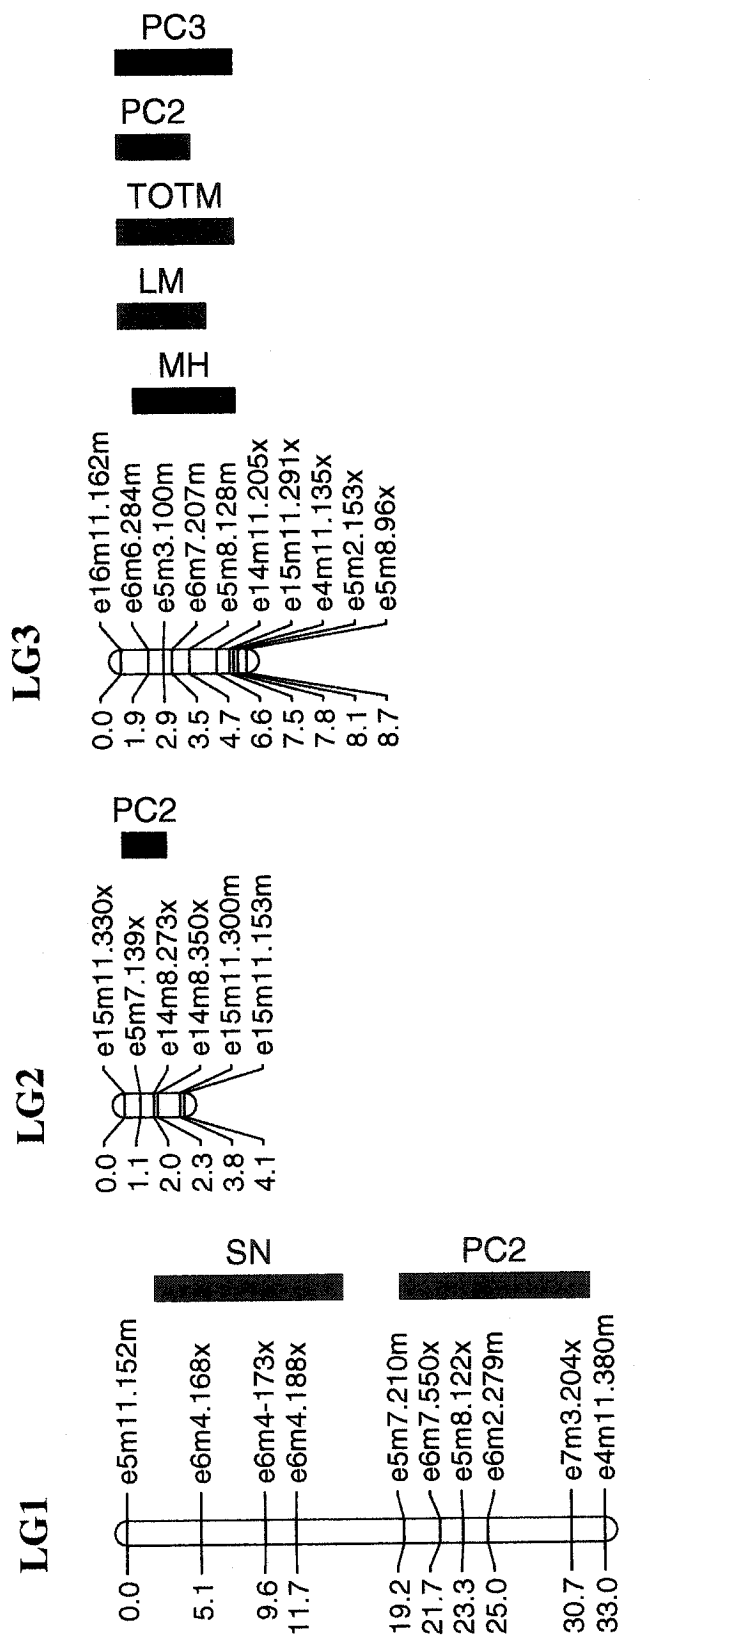 LG1
0.0 e5m11.152m
5.1 e6m4.168x
9.6 e6m4-173x
11.7 e6m4.188x
19.2 e5m7.210m
21.7 e6m7.550x
23.3 e5m8.122x
25.0 e6m2.279m
30.7 e7m3.204x
33.0 e4m11.380m
SN
PC2
LG2
0.0 e15m11.330x
1.1 e5m7.139x
2.0 e14m8.273x
2.3 e14m8.350x
3.8 e15m11.300m
4.1 e15m11.153m
PC2
LG3
0.0 e16m11.162m
1.9 e6m6.284m
2.9 e5m3.100m
3.5 e6m7.207m
4.7 e5m8.128m
6.6 e14m11.205x
7.5 e15m11.291x
7.8 e4m11.135x
8.1 e5m2.153x
8.7 e5m8.96x
MH
LM
TOTM
PC2
PC3